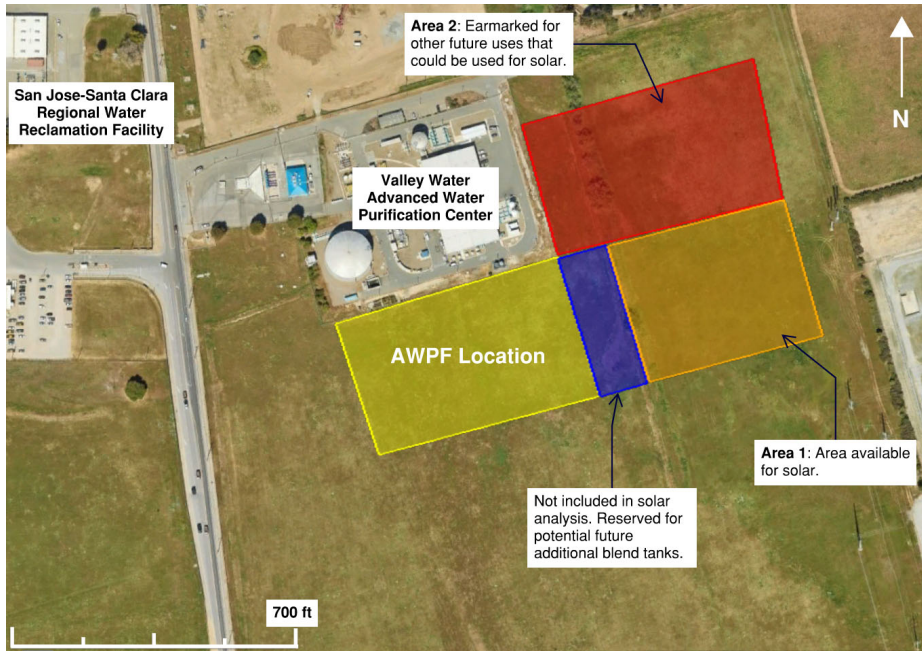 Area 2: Earmarked for
other future uses that
could be used for solar.
N
San Jose-Santa Clara
Regional Water
Reclamation Facility
Valley Water
Advanced Water
Purification Center
AWPF Location
Area 1: Area available
for solar.
Not included in solar
analysis. Reserved for
potential future
additional blend tanks.
700 ft